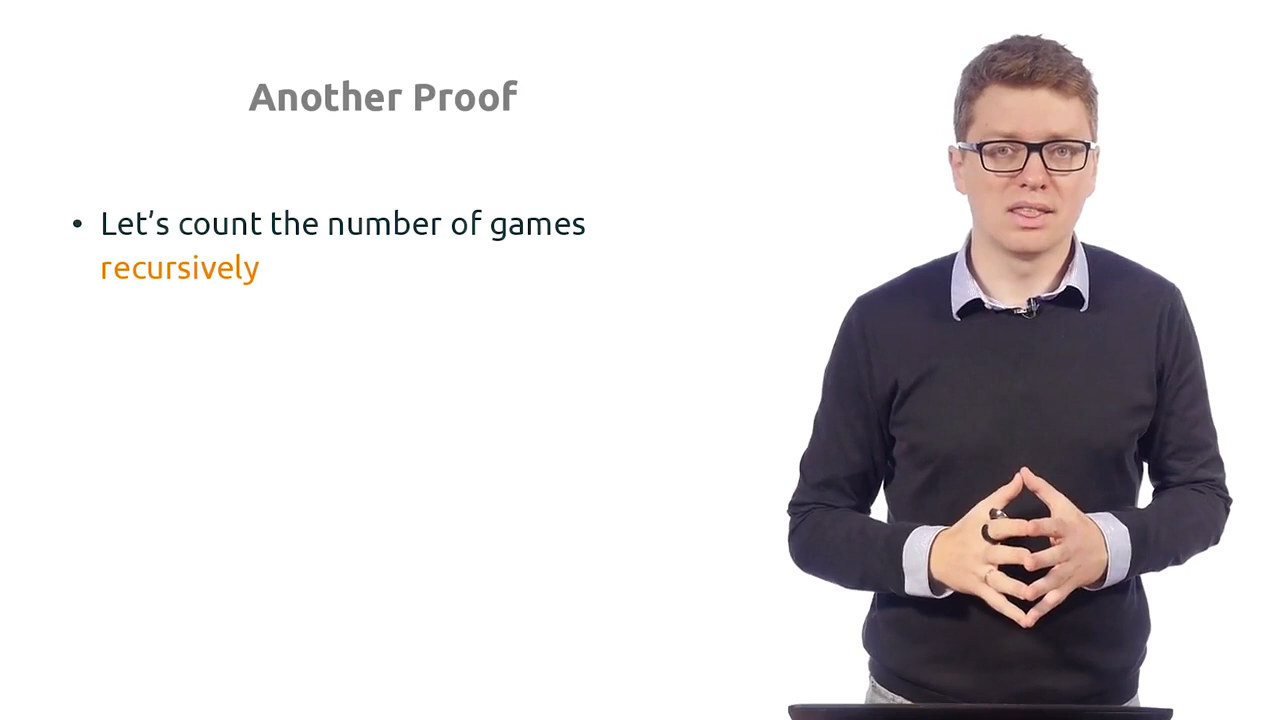 Another Proof
• Let’s count the number of games
recursively